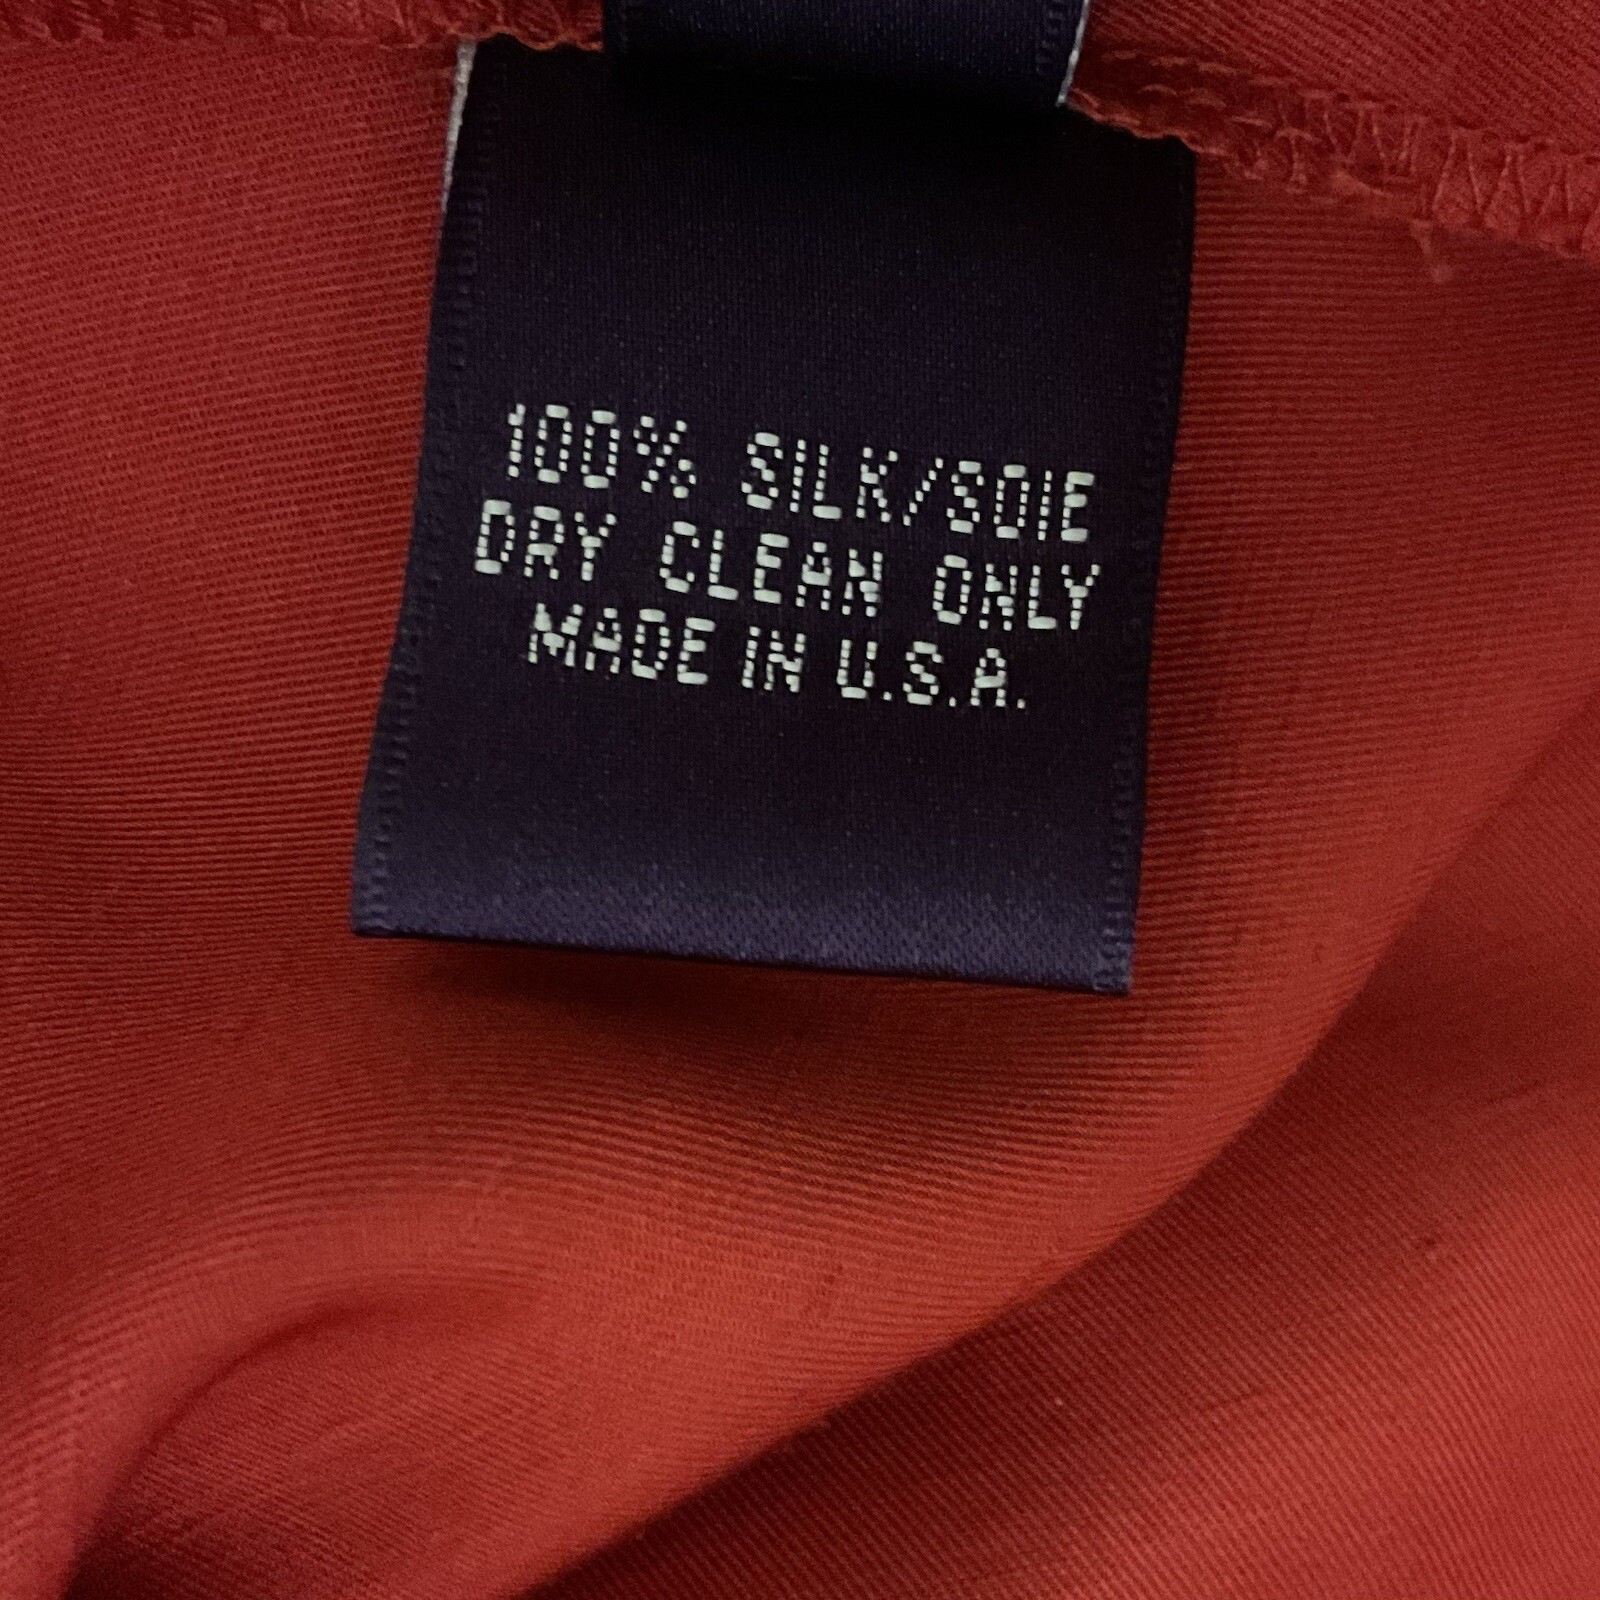 100% SILK/SOIE
DRY CLEAN ONLY
MADE IN U.S.A.